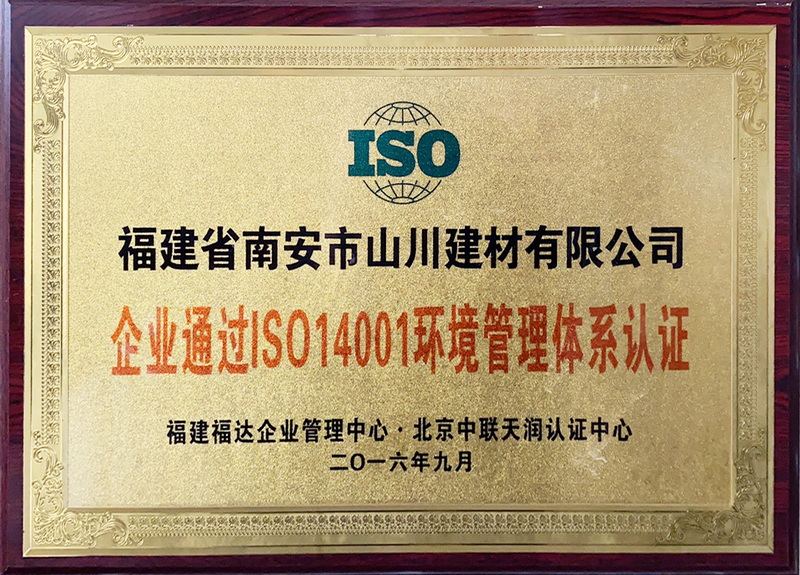 ISO
福建省南安市山川建材有限公司
企业通过ISO14001环境管理体系认证
福建福达企业管理中心·北京中联天润认证中心
二〇一六年九月